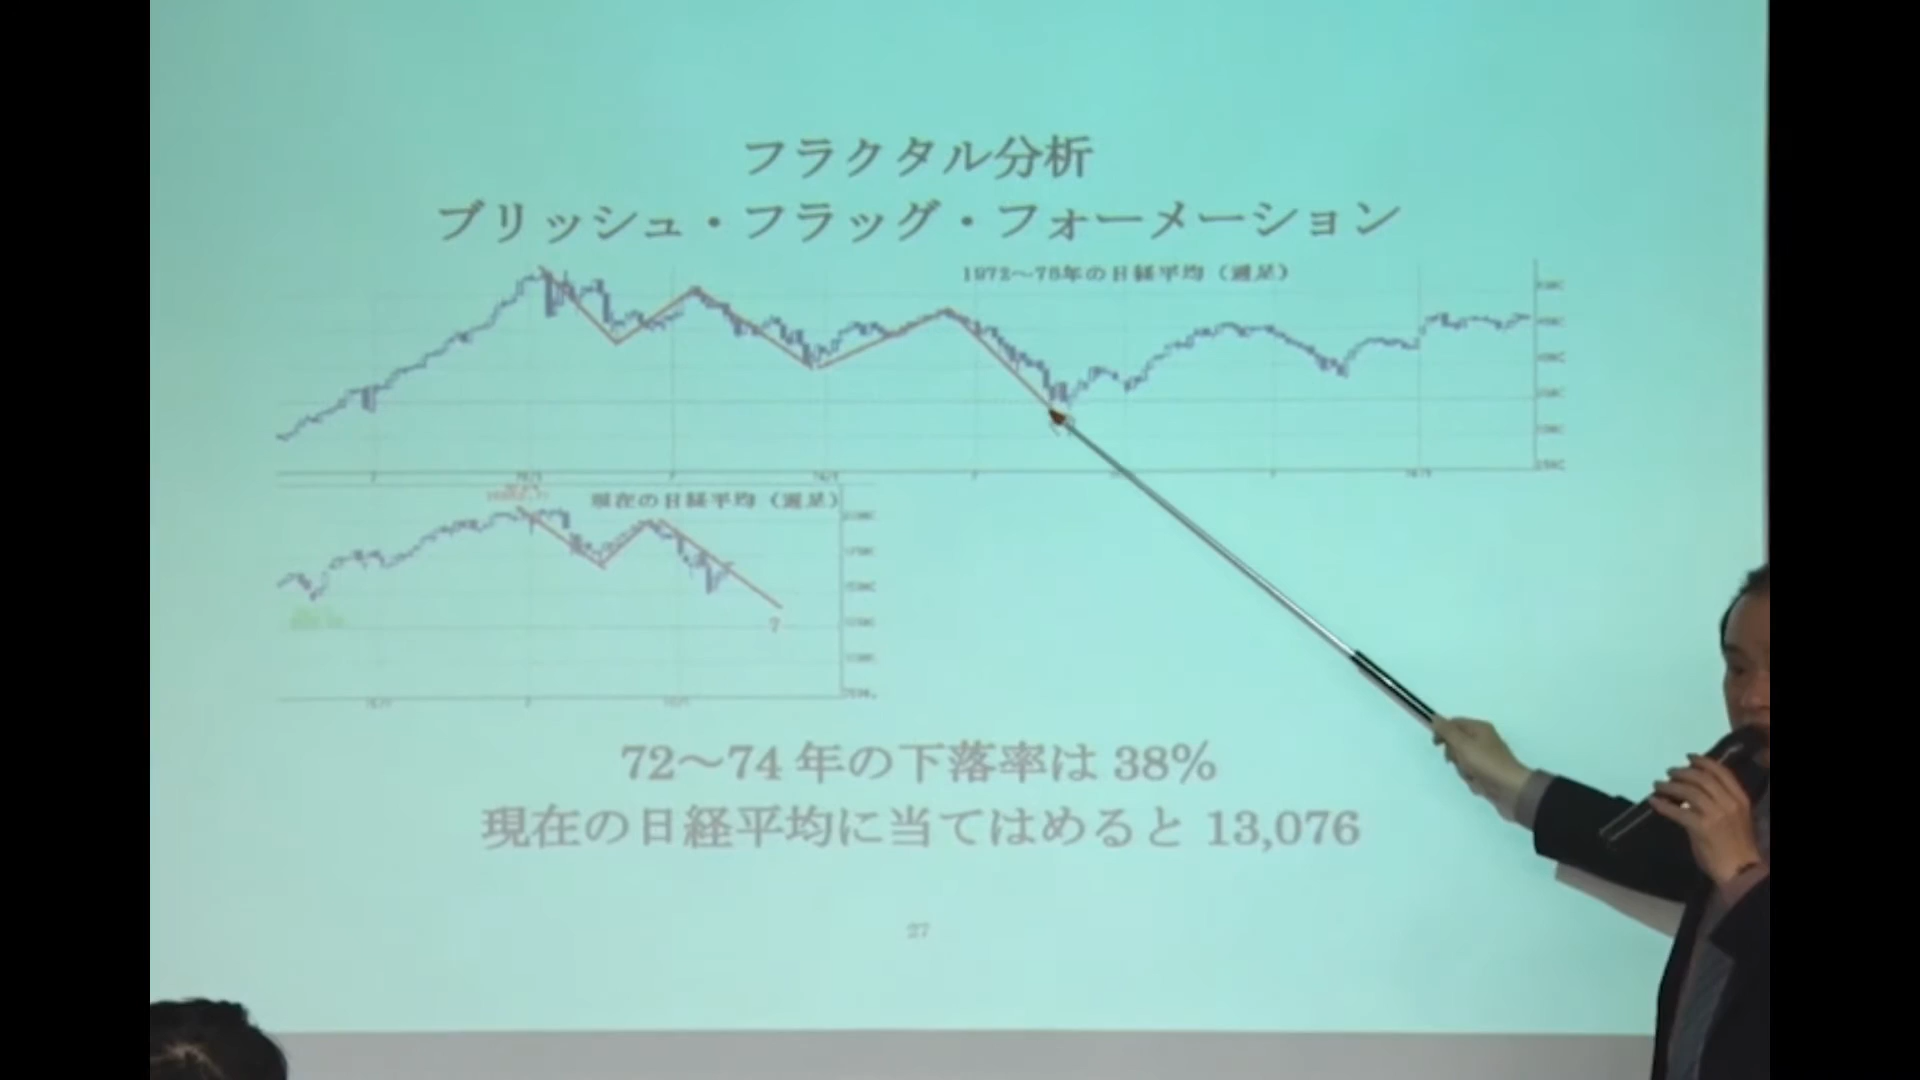 フラクタル分析
ブリッシュ・フラッグ・フォーメーション
1972～75年の日経平均（週足）
現在の日経平均（週足）
?
72～74年の下落率は38%
現在の日経平均に当てはめると13,076
27